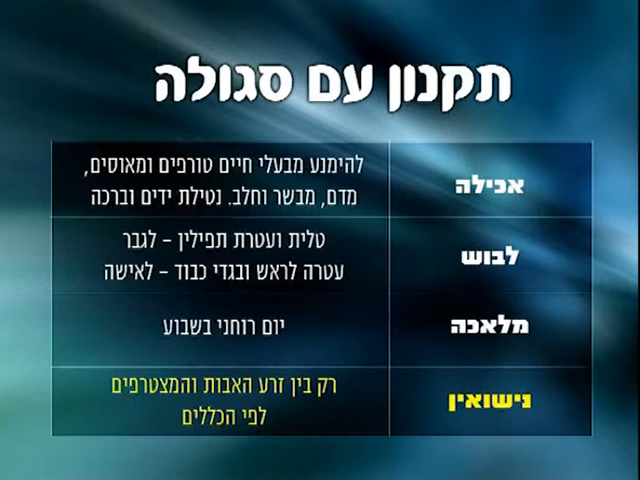 תקנון עם סגולה
אכילה
להימנע מבעלי חיים טורפים ומאוסים,
מדם, מבשר וחלב. נטילת ידים וברכה
לבוש
טלית ועטרת תפילין – לגבר
עטרה לראש ובגדי כבוד – לאישה
מלאכה
יום רוחני בשבוע
נישואין
רק בין זרע האבות והמצטרפים
לפי הכללים